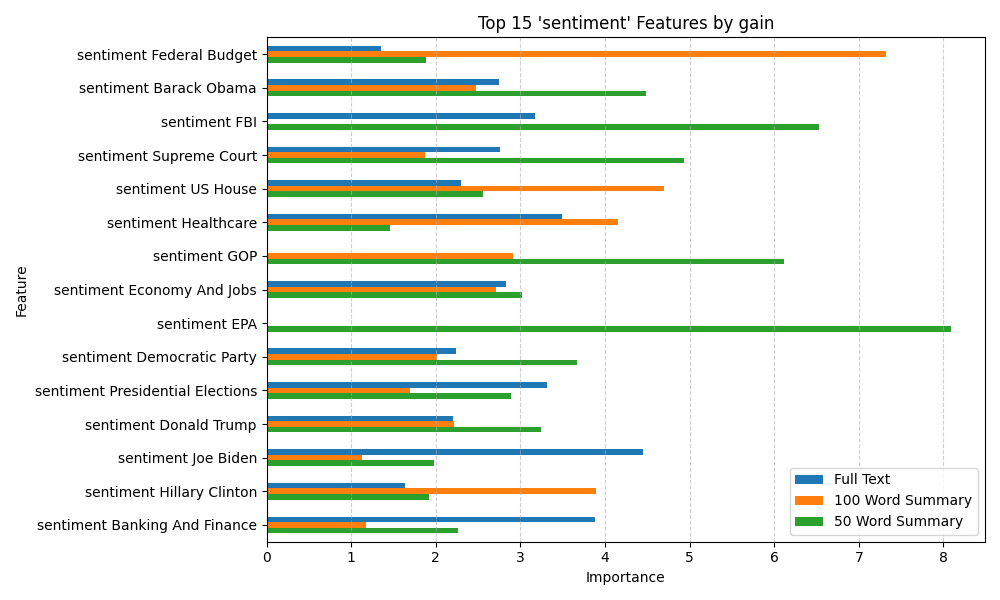 Top 15 'sentiment' Features by gain
Feature
sentiment Federal Budget
sentiment Barack Obama
sentiment FBI
sentiment Supreme Court
sentiment US House
sentiment Healthcare
sentiment GOP
sentiment Economy And Jobs
sentiment EPA
sentiment Democratic Party
sentiment Presidential Elections
sentiment Donald Trump
sentiment Joe Biden
sentiment Hillary Clinton
sentiment Banking And Finance
Full Text
100 Word Summary
50 Word Summary
0 1 2 3 4 5 6 7 8
Importance